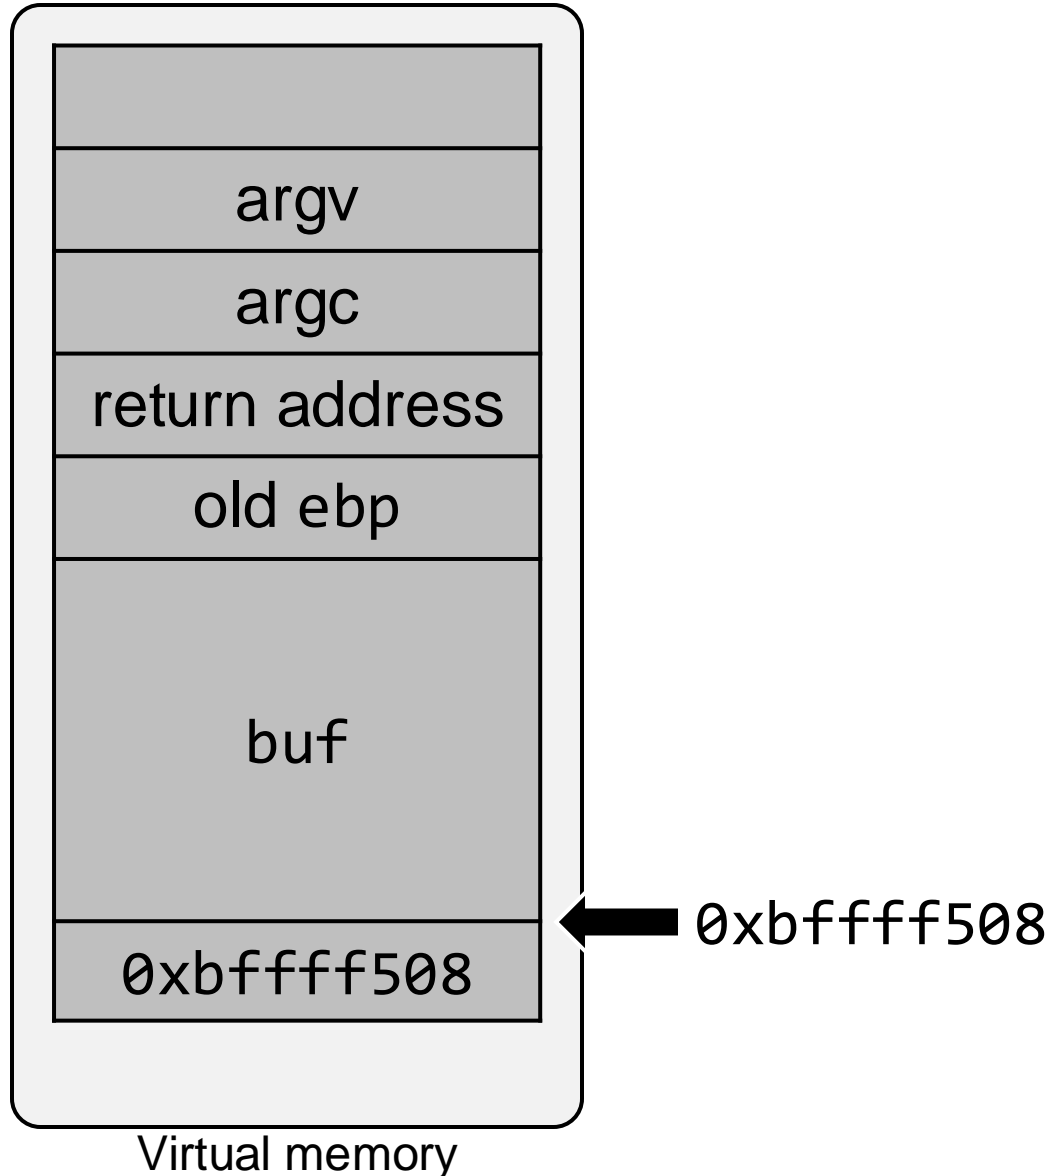 argv
argc
return address
old ebp
buf
0xbffff508
0xbffff508
Virtual memory